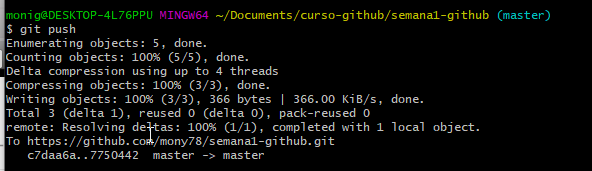 monig@DESKTOP-4L76PPU MINGW64 ~/Documents/curso-github/semana1-github (master)
$ git push
Enumerating objects: 5, done.
Counting objects: 100% (5/5), done.
Delta compression using up to 4 threads
Compressing objects: 100% (3/3), done.
Writing objects: 100% (3/3), 366 bytes | 366.00 KiB/s, done.
Total 3 (delta 1), reused 0 (delta 0), pack-reused 0
remote: Resolving deltas: 100% (1/1), completed with 1 local object.
To https://github.com/mony78/semana1-github.git
   c7daa6a..7750442  master -> master